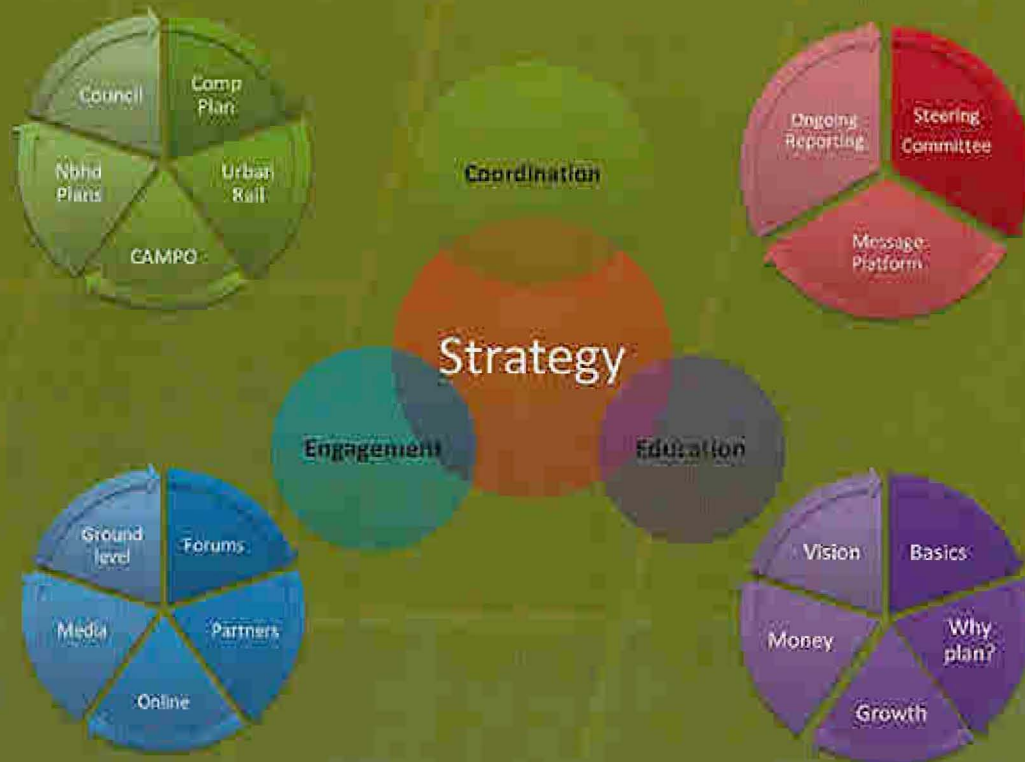 Council
Comp
Plan
Urban
Rail
CAMPO
Nbhd
Plans
Coordination
Ongoing
Reporting
Steering
Committee
Message
Platform
Strategy
Engagement
Education
Ground
level
Forums
Partners
Online
Media
Vision
Basics
Why
plan?
Growth
Money